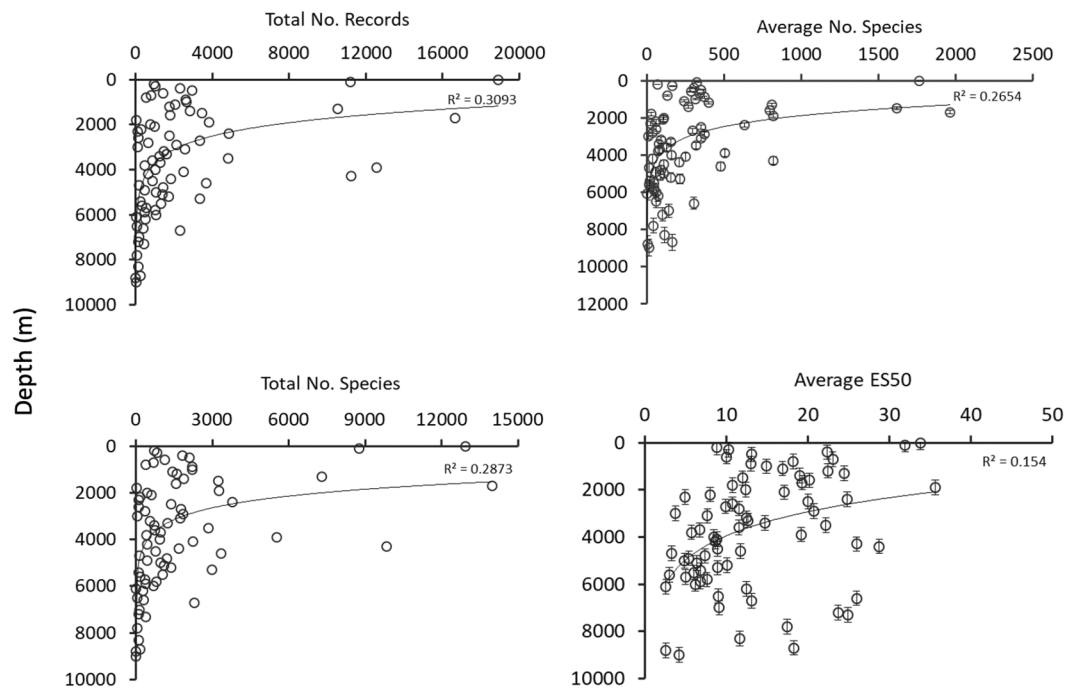 Total No. Records
0 4000 8000 12000 16000 20000
0
2000
4000
6000
8000
10000
R² = 0.3093
Average No. Species
0 500 1000 1500 2000 2500
0
2000
4000
6000
8000
10000
12000
R² = 0.2654
Depth (m)
Total No. Species
0 3000 6000 9000 12000 15000
0
2000
4000
6000
8000
10000
R² = 0.2873
Average ES50
0 10 20 30 40 50
0
2000
4000
6000
8000
10000
R² = 0.154